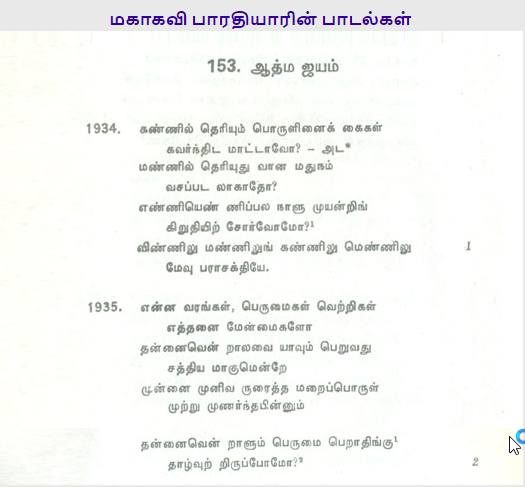 மகாகவி பாரதியாரின் பாடல்கள்
153. ஆத்ம ஜயம்
1934. கண்ணில் தெரியும் பொருளினைக் கைகள்
கவர்ந்திட மாட்டாவோ? – அட*
மண்ணில் தெரியுது வான மதுநம்
வசப்பட லாகாதோ?
எண்ணியெண் ணிப்பல நாளு முயன்றிங்
கிறுதியிற் சோர்வோமோ?¹
விண்ணிலு மண்ணிலுங் கண்ணிலு மெண்ணிலு 1
மேவு பராசக்தியே.
1935. என்ன வரங்கள், பெருமைகள் வெற்றிகள்
எத்தனை மேன்மைகளோ
தன்னைவென் றாலவை யாவும் பெறுவது
சத்திய மாகுமென்றே
முன்னை முனிவ ருரைத்த மறைப்பொருள்
முற்று முணர்ந்தபின்னும்
தன்னைவென் றாளும் பெருமை பெறாதிங்கு¹
தாழ்வுற் றிருப்போமோ?² 2